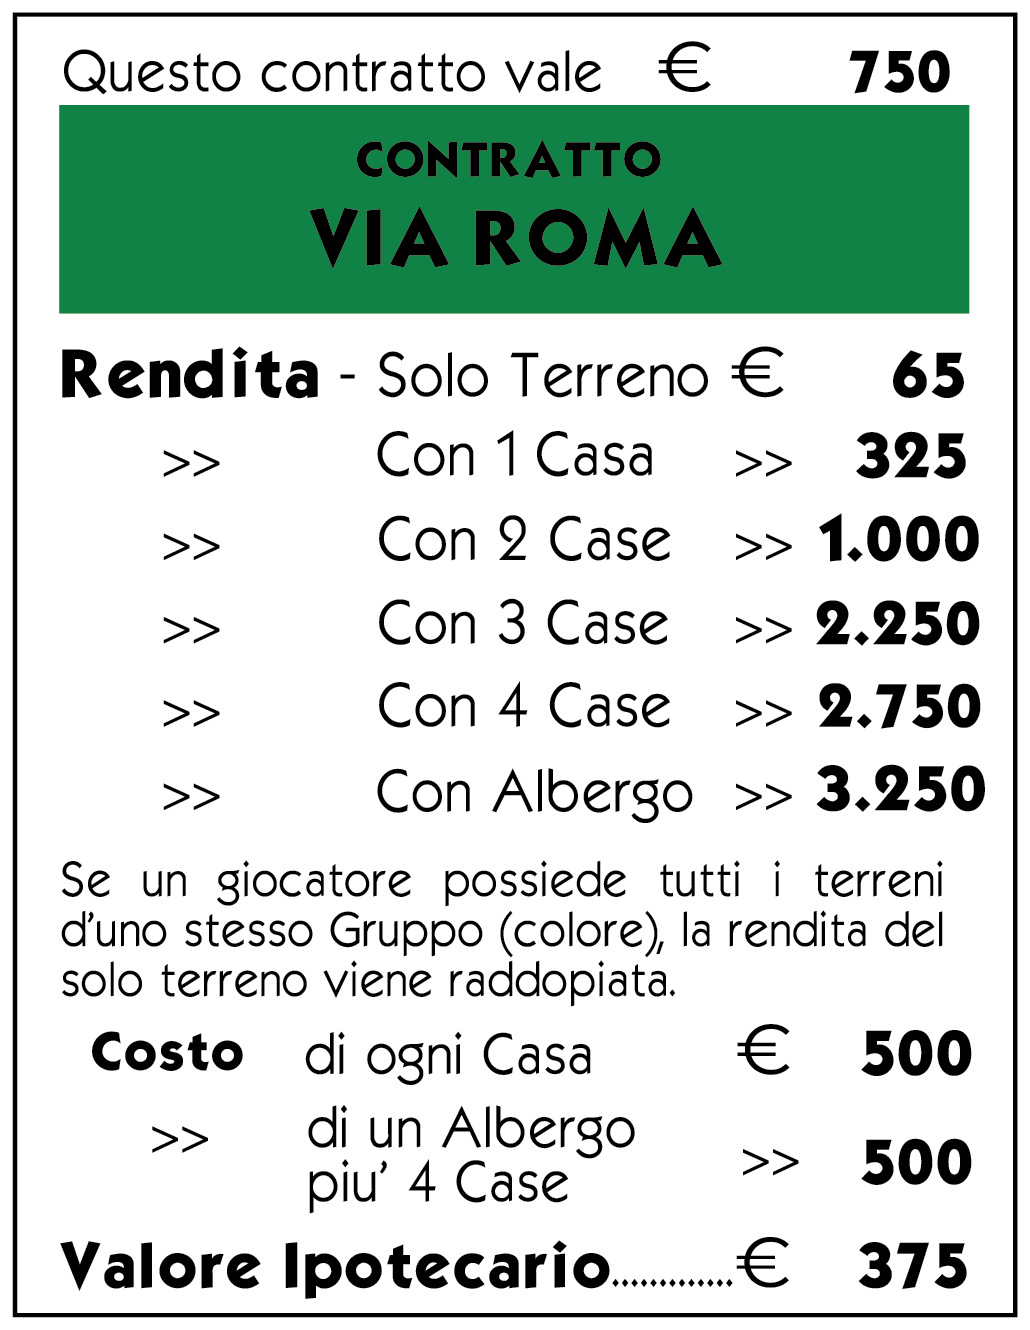 Questo contratto vale € 750
CONTRATTO
VIA ROMA
Rendita - Solo Terreno € 65
>> Con 1 Casa >> 325
>> Con 2 Case >> 1.000
>> Con 3 Case >> 2.250
>> Con 4 Case >> 2.750
>> Con Albergo >> 3.250
Se un giocatore possiede tutti i terreni
d'uno stesso Gruppo (colore), la rendita del
solo terreno viene raddopiata.
Costo di ogni Casa € 500
>> di un Albergo
piu' 4 Case >> 500
Valore Ipotecario.............€ 375